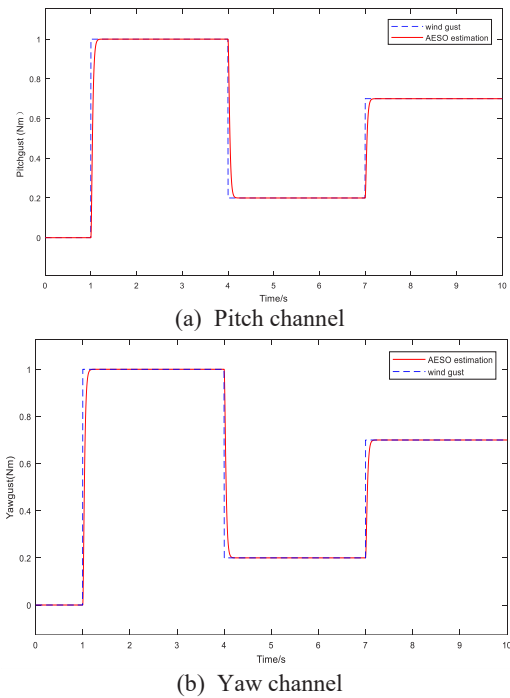 wind gust
AESO estimation
1
0.8
0.6
0.4
0.2
0
Pitchgust (Nm）
0 1 2 3 4 5 6 7 8 9 10
Time/s
(a) Pitch channel
AESO estimation
wind gust
1
0.8
0.6
0.4
0.2
0
Yawgust(Nm)
0 1 2 3 4 5 6 7 8 9 10
Time/s
(b) Yaw channel